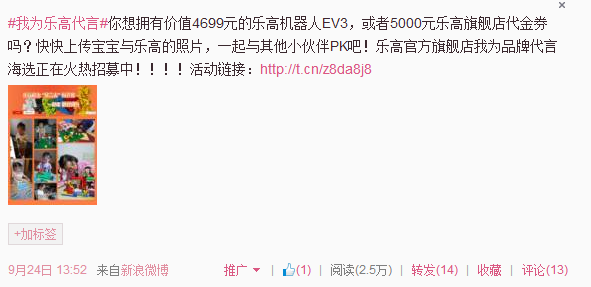 #我为乐高代言#你想拥有价值4699元的乐高机器人EV3，或者5000元乐高旗舰店代金券
吗？快快上传宝宝与乐高的照片，一起与其他小伙伴PK吧！乐高官方旗舰店我为品牌代言
海选正在火热招募中！！！！活动链接：http://t.cn/z8da8j8
+加标签
9月24日 13:52 来自新浪微博 推广 | (1) | 阅读(2.5万) | 转发(14) | 收藏 | 评论(13)